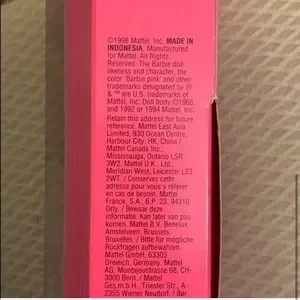 ©1998 Mattel, Inc. MADE IN
INDONESIA. Manufactured
for Mattel. All Rights
Reserved. The Barbie doll
likeness and character, the
color 'Barbie pink' and other
trademarks designated by ®
& ™ are U.S. trademarks of
Mattel, Inc. Doll body ©1966,
and 1992 or 1994 Mattel, Inc.
Retain this address for future
reference. Mattel East Asia
Limited, 930 Ocean Centre,
Harbour City, HK, China /
Mattel Canada Inc.,
Mississauga, Ontario L5R
3W2. Mattel U.K. Ltd.,
Meridian West, Leicester LE3
2WT. / Conservez cette
adresse pour vous y référer
en cas de besoin. Mattel
France, S.A., B.P. 23, 94310
Orly. / Bewaar deze
informatie. Kan later van pas
komen. Mattel B.V. Benelux.
Amstelveen, Brussels,
Bruxelles. / Bitte für mögliche
Rückfragen aufbewahren.
Mattel GmbH, 63303
Dreieich, Germany. Mattel
AG, Monbijoustrasse 68, CH-
3000 Bern. / Mattel
Ges.m.b.H., Triester Str. A-
2355 Wiener Neudorf. / Bør